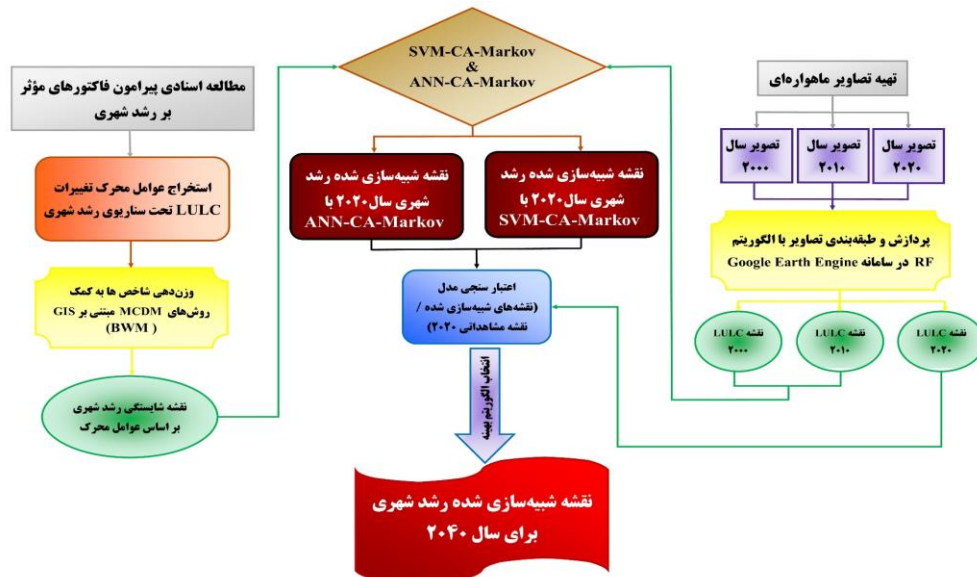 SVM-CA-Markov
&
ANN-CA-Markov
تهیه تصاویر ماهواره‌ای
تصویر سال
۲۰۲۰
تصویر سال
۲۰۱۰
تصویر سال
۲۰۰۰
پردازش و طبقه‌بندی تصاویر با الگوریتم
RF در سامانه Google Earth Engine
نقشه LULC
۲۰۲۰
نقشه LULC
۲۰۱۰
نقشه LULC
۲۰۰۰
مطالعه اسنادی پیرامون فاکتورهای مؤثر
بر رشد شهری
استخراج عوامل محرک تغییرات
LULC تحت سناریوی رشد شهری
وزن‌دهی شاخص ها به کمک
روش‌های MCDM مبتنی بر GIS
(BWM )
نقشه شایستگی رشد شهری
بر اساس عوامل محرک
نقشه شبیه‌سازی شده رشد
شهری سال۲۰۲۰ با
SVM-CA-Markov
نقشه شبیه‌سازی شده رشد
شهری سال۲۰۲۰ با
ANN-CA-Markov
اعتبار سنجی مدل
(نقشه‌های شبیه‌سازی شده /
نقشه مشاهداتی ۲۰۲۰)
انتخاب الگوریتم بهینه
نقشه شبیه‌سازی شده رشد شهری
برای سال ۲۰۴۰